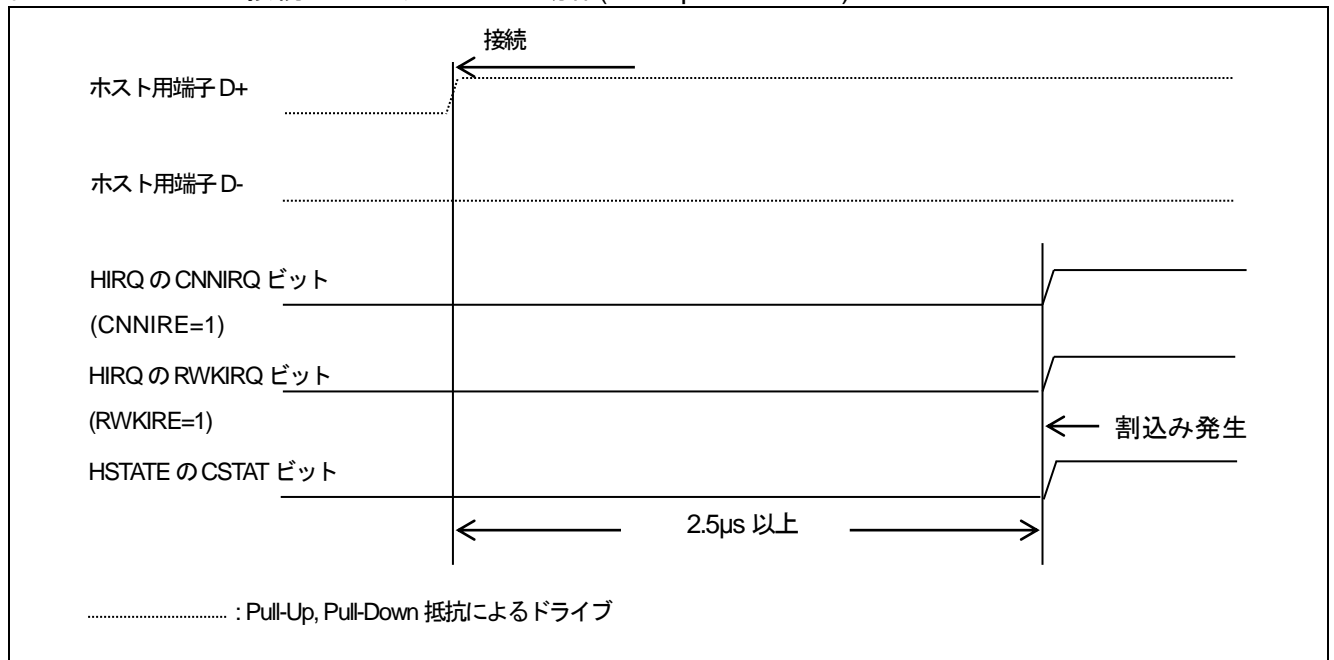 接続
ホスト用端子 D+
ホスト用端子 D-
HIRQ の CNNIRQ ビット
(CNNIRE=1)
HIRQ の RWKIRQ ビット
(RWKIRE=1)
割込み発生
HSTATE の CSTAT ビット
2.5μs 以上
: Pull-Up, Pull-Down 抵抗によるドライブ